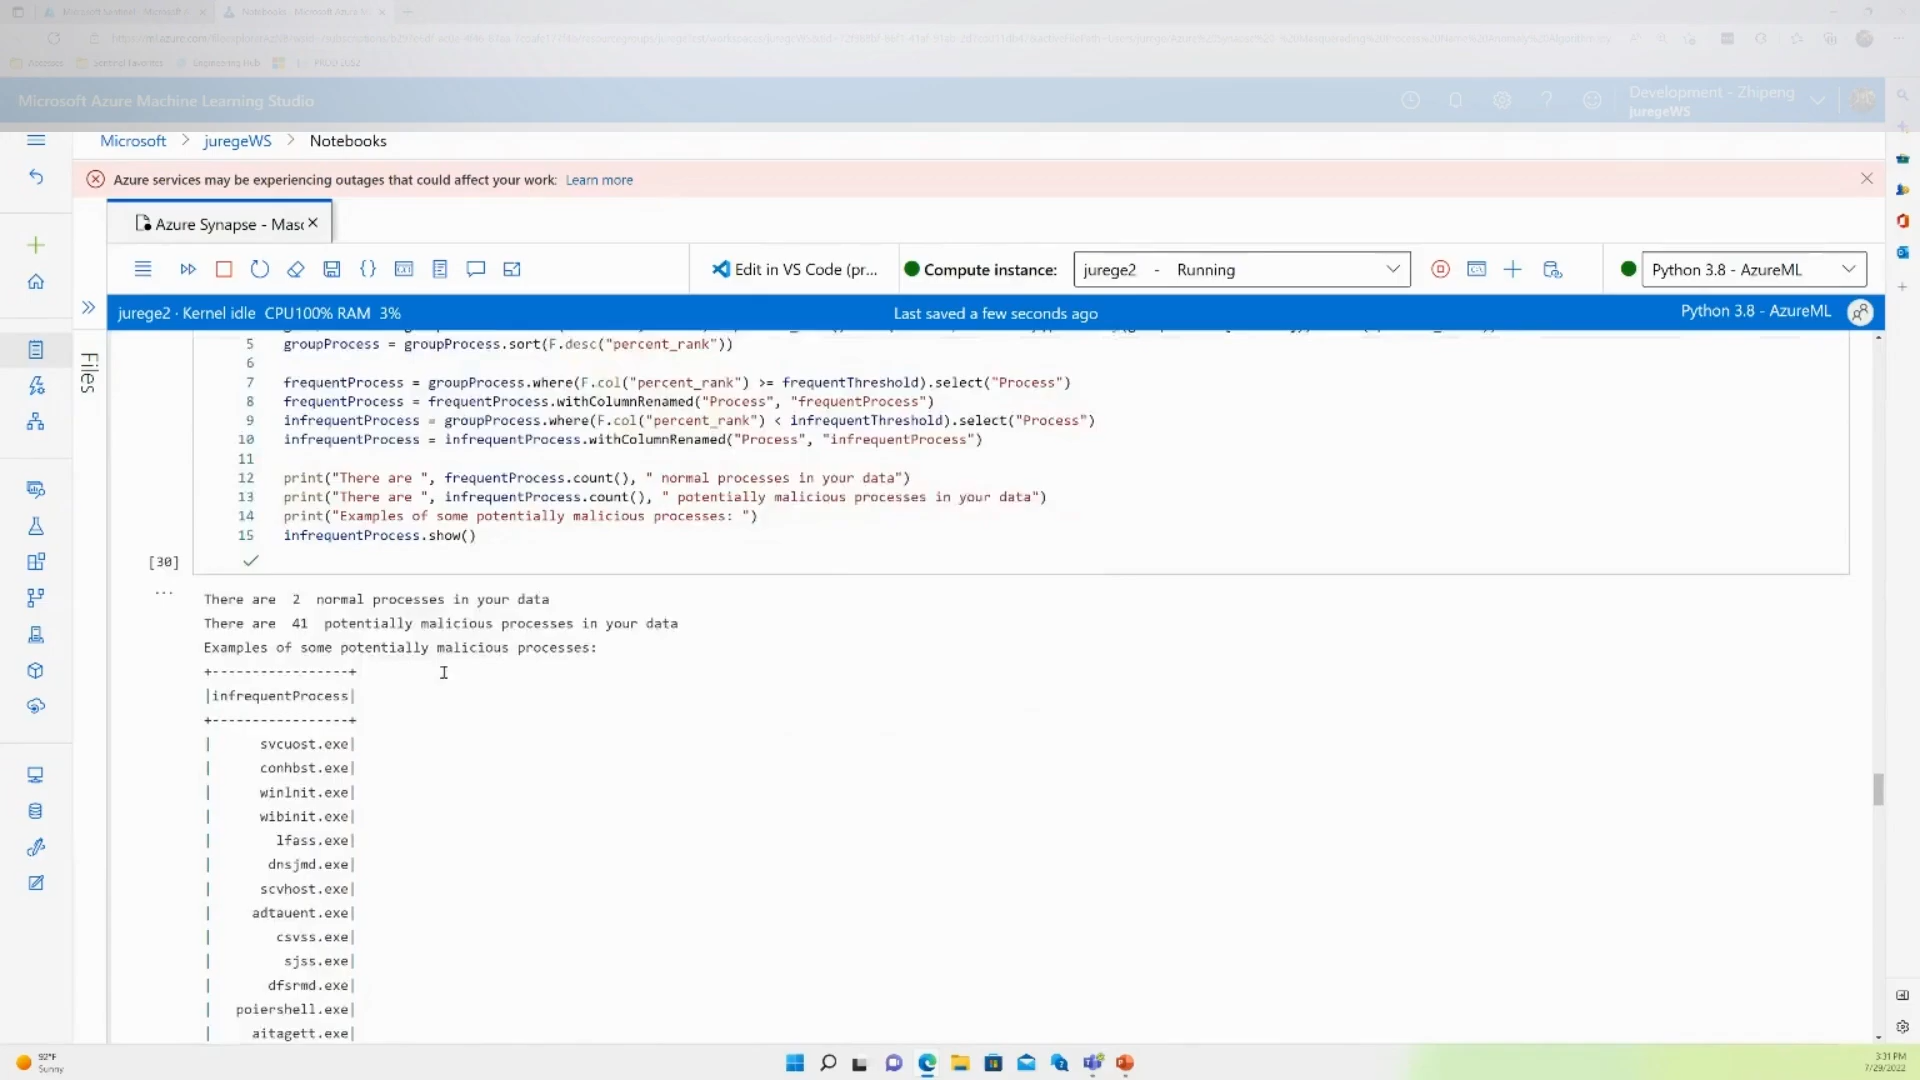 Microsoft Azure Machine Learning Studio
Development - Zhipeng
juregeWS
Microsoft > juregeWS > Notebooks
Azure services may be experiencing outages that could affect your work: Learn more
Azure Synapse - Masc
Edit in VS Code (pr...
Compute instance:
jurege2 - Running
Python 3.8 - AzureML
jurege2 · Kernel idle CPU100% RAM 3%
Last saved a few seconds ago
Python 3.8 - AzureML
Files
5 groupProcess = groupProcess.sort(F.desc("percent_rank"))
6
7 frequentProcess = groupProcess.where(F.col("percent_rank") >= frequentThreshold).select("Process")
8 frequentProcess = frequentProcess.withColumnRenamed("Process", "frequentProcess")
9 infrequentProcess = groupProcess.where(F.col("percent_rank") < infrequentThreshold).select("Process")
10 infrequentProcess = infrequentProcess.withColumnRenamed("Process", "infrequentProcess")
11
12 print("There are ", frequentProcess.count(), " normal processes in your data")
13 print("There are ", infrequentProcess.count(), " potentially malicious processes in your data")
14 print("Examples of some potentially malicious processes: ")
15 infrequentProcess.show()
[30]
...
There are  2  normal processes in your data
There are  41  potentially malicious processes in your data
Examples of some potentially malicious processes:
+-----------------+
|infrequentProcess|
+-----------------+
|      svcuost.exe|
|      conhbst.exe|
|      winlnit.exe|
|      wibinit.exe|
|        lfass.exe|
|       dnsjmd.exe|
|      scvhost.exe|
|     adtauent.exe|
|        csvss.exe|
|         sjss.exe|
|       dfsrmd.exe|
|   poiershell.exe|
|     aitagett.exe|
92°F
Sunny
3:31 PM
7/29/2022